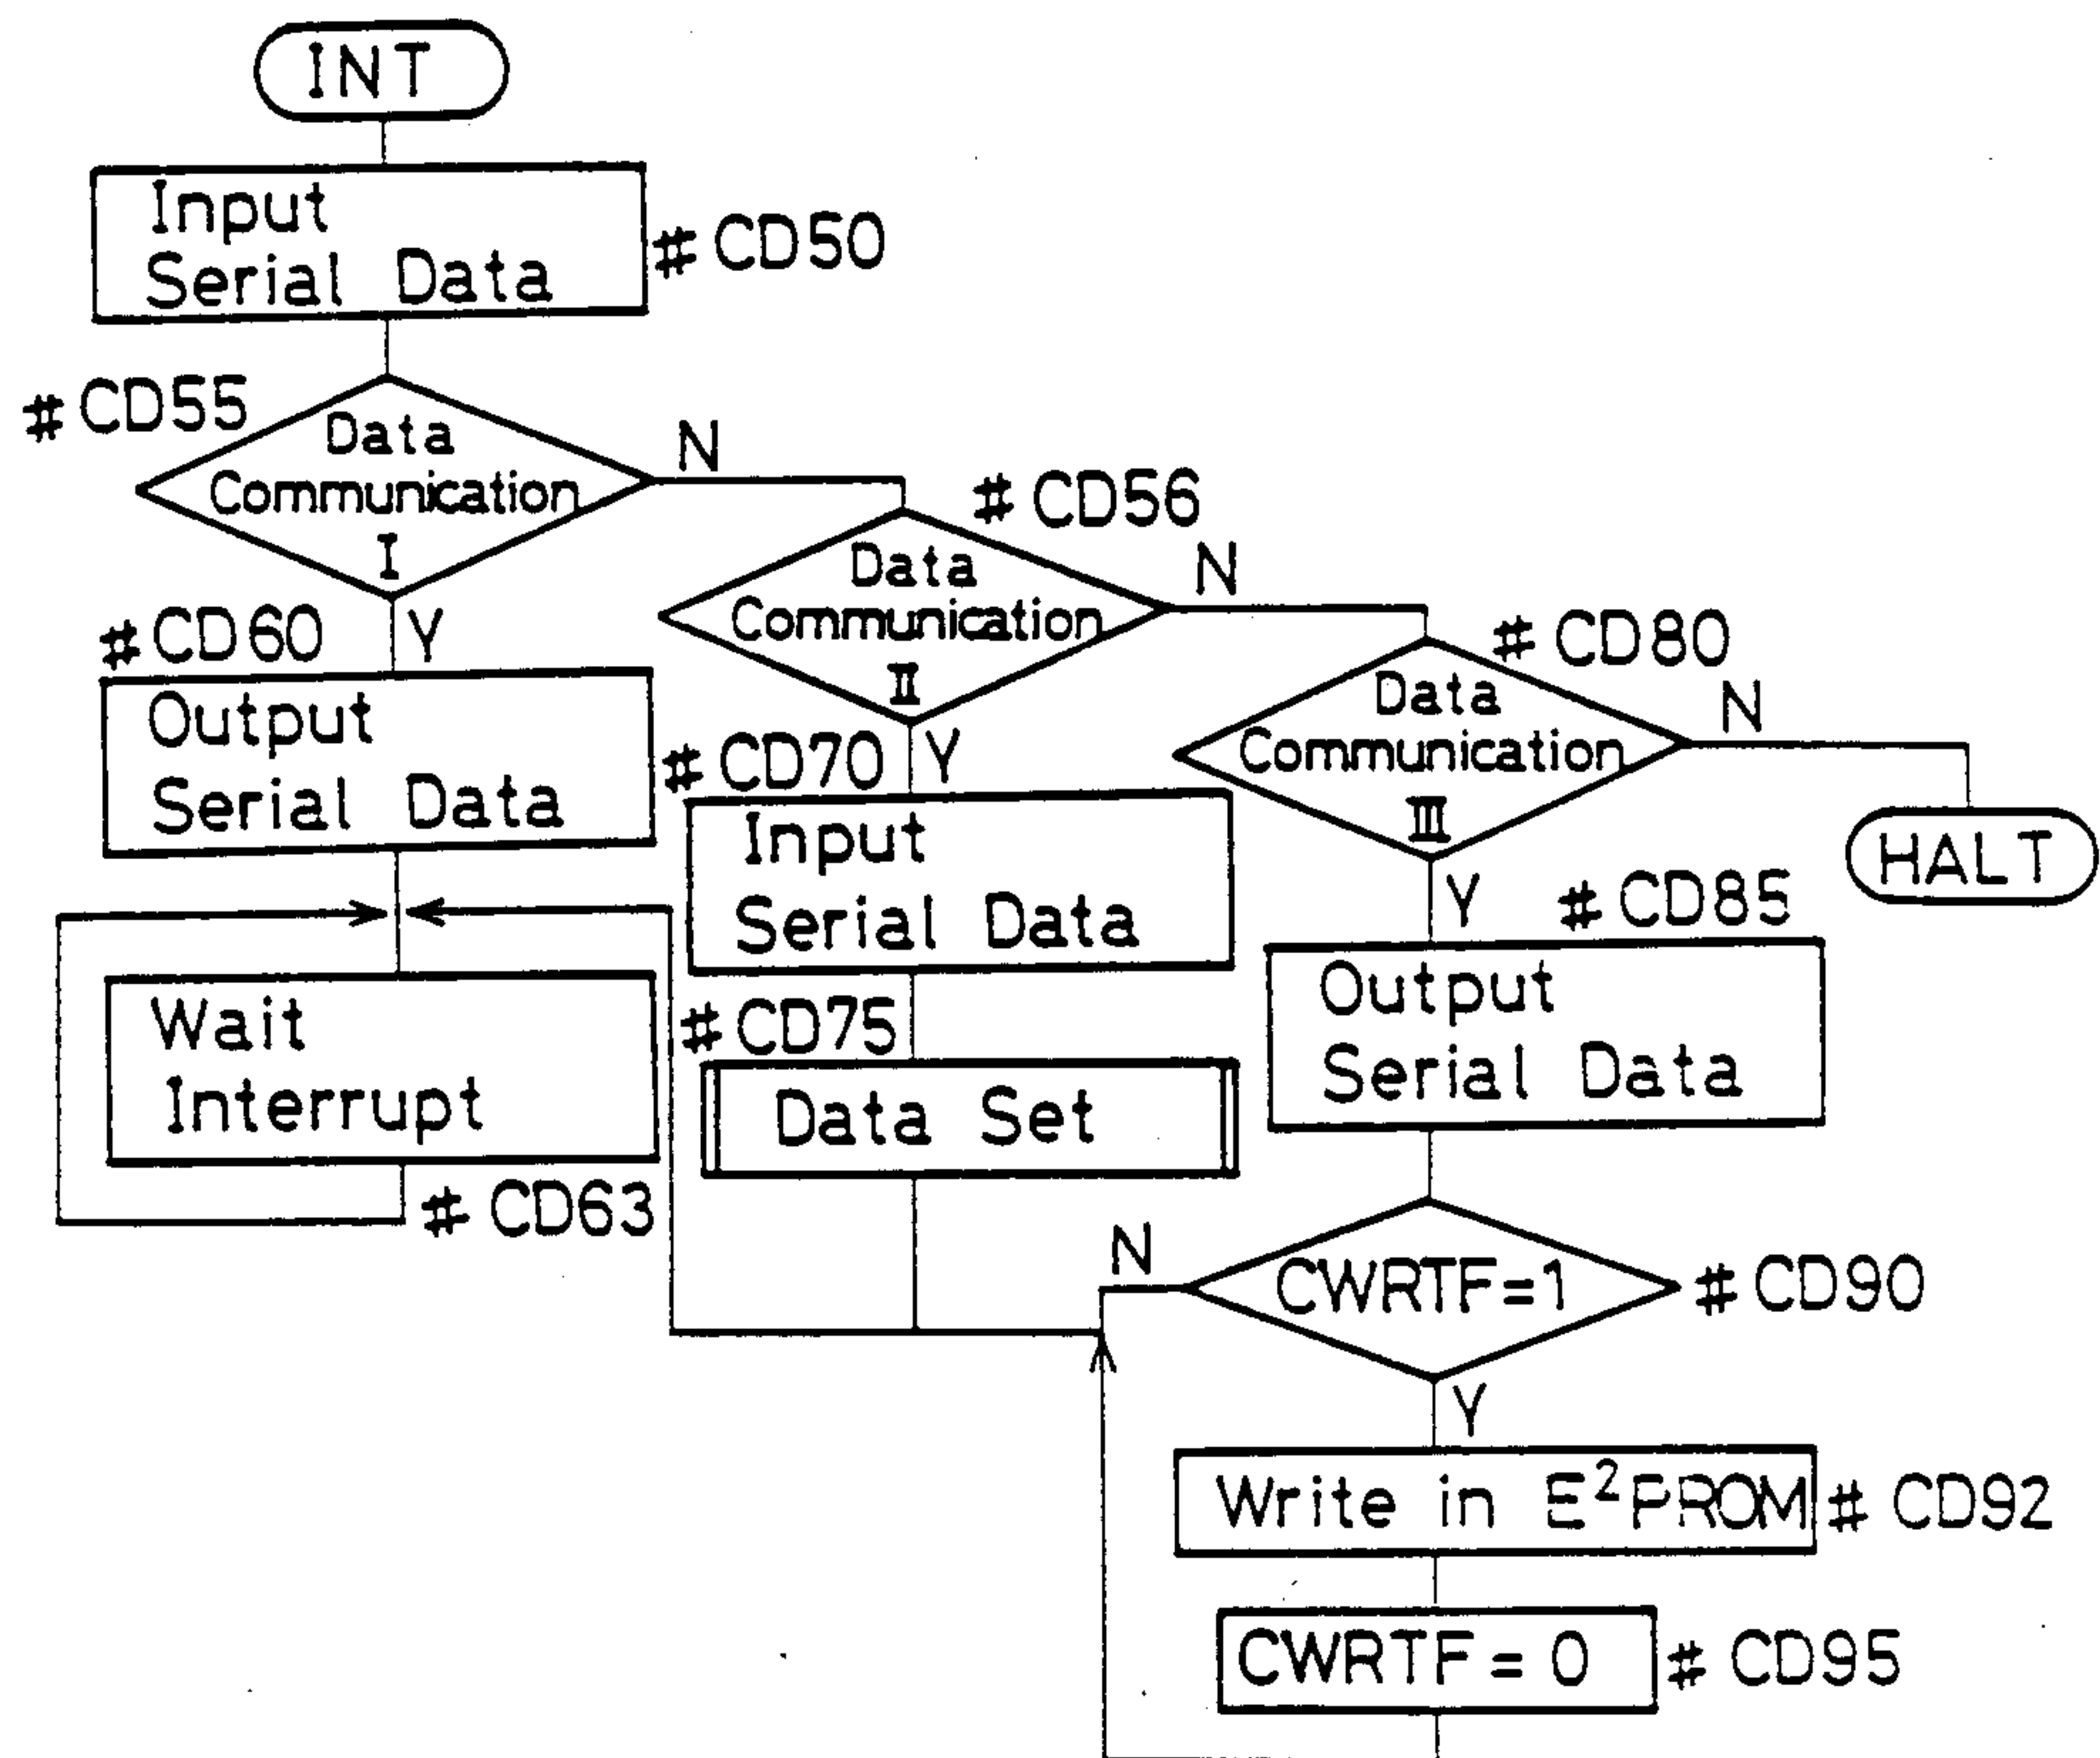 INT
Input
Serial Data
# CD50
# CD55
Data
Communication
I
N
Y
# CD56
Data
Communication
II
N
Y
# CD80
Data
Communication
III
N
Y
HALT
# CD60
Output
Serial Data
Wait
Interrupt
# CD63
# CD70
Input
Serial Data
# CD75
Data Set
# CD85
Output
Serial Data
N
CWRTF=1
# CD90
Y
Write in E²PROM
# CD92
CWRTF = 0
# CD95